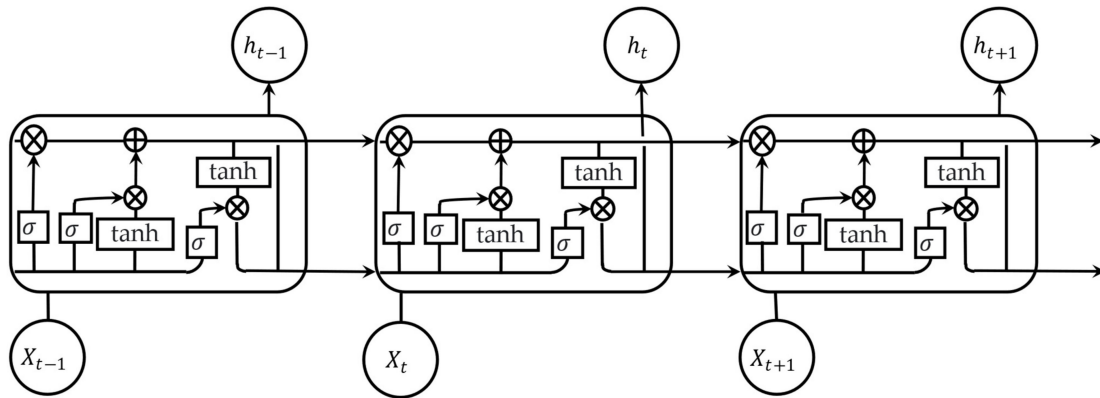 h_{t−1} h_t h_{t+1}
tanh tanh tanh
σ σ tanh σ σ σ tanh σ σ σ tanh σ
X_{t−1} X_t X_{t+1}